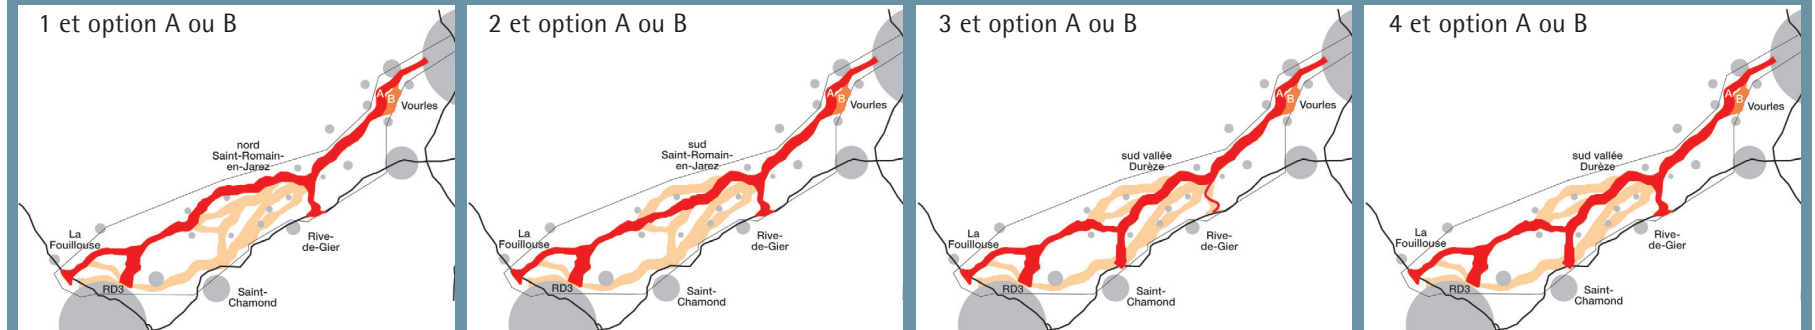 1 et option A ou B
A
B
Vourles
nord
Saint-Romain-
en-Jarez
La
Fouillouse
Rive-
de-Gier
RD3
Saint-
Chamond
2 et option A ou B
A
B
Vourles
sud
Saint-Romain-
en-Jarez
La
Fouillouse
Rive-
de-Gier
RD3
Saint-
Chamond
3 et option A ou B
A
B
Vourles
sud vallée
Durèze
La
Fouillouse
Rive-
de-Gier
RD3
Saint-
Chamond
4 et option A ou B
A
B
Vourles
sud vallée
Durèze
La
Fouillouse
Rive-
de-Gier
RD3
Saint-
Chamond